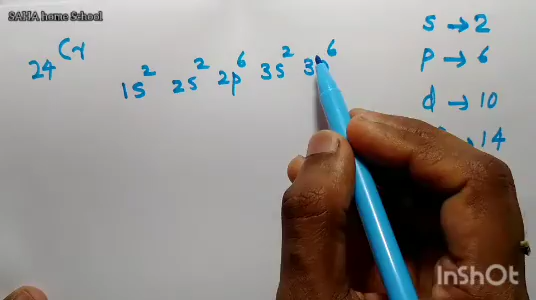 SAHA home School
24 Cr
1s² 2s² 2p⁶ 3s² 3p⁶
s → 2
p → 6
d → 10
→ 14
InShOt